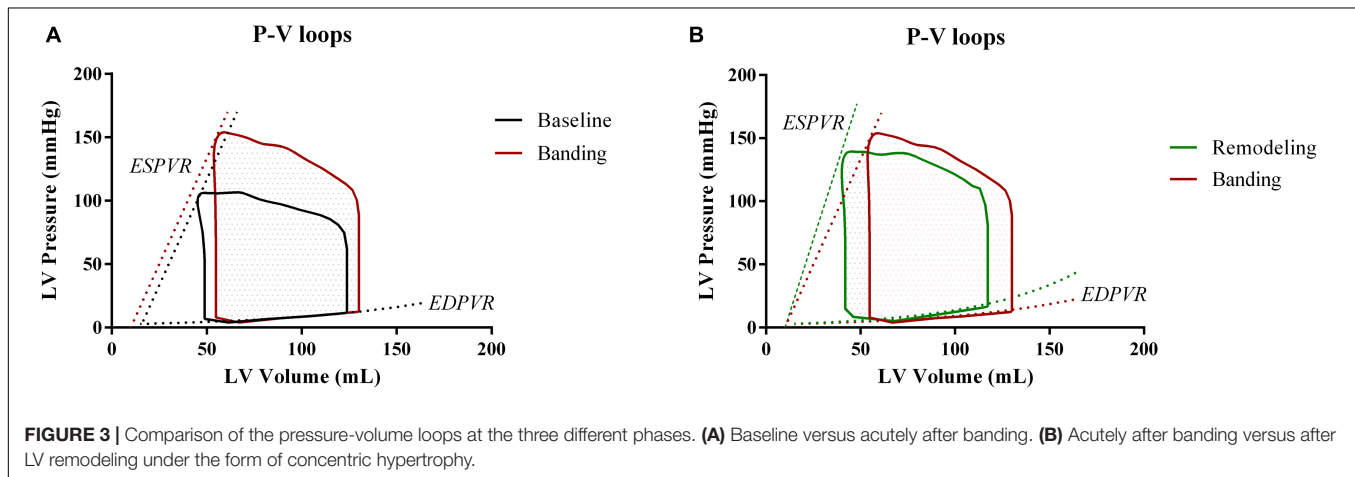 A
P-V loops
200
150
100
50
0
LV Pressure (mmHg)
ESPVR
EDPVR
Baseline
Banding
0 50 100 150 200
LV Volume (mL)
B
P-V loops
200
150
100
50
0
LV Pressure (mmHg)
ESPVR
EDPVR
Remodeling
Banding
0 50 100 150 200
LV Volume (mL)
FIGURE 3 | Comparison of the pressure-volume loops at the three different phases. (A) Baseline versus acutely after banding. (B) Acutely after banding versus after
LV remodeling under the form of concentric hypertrophy.